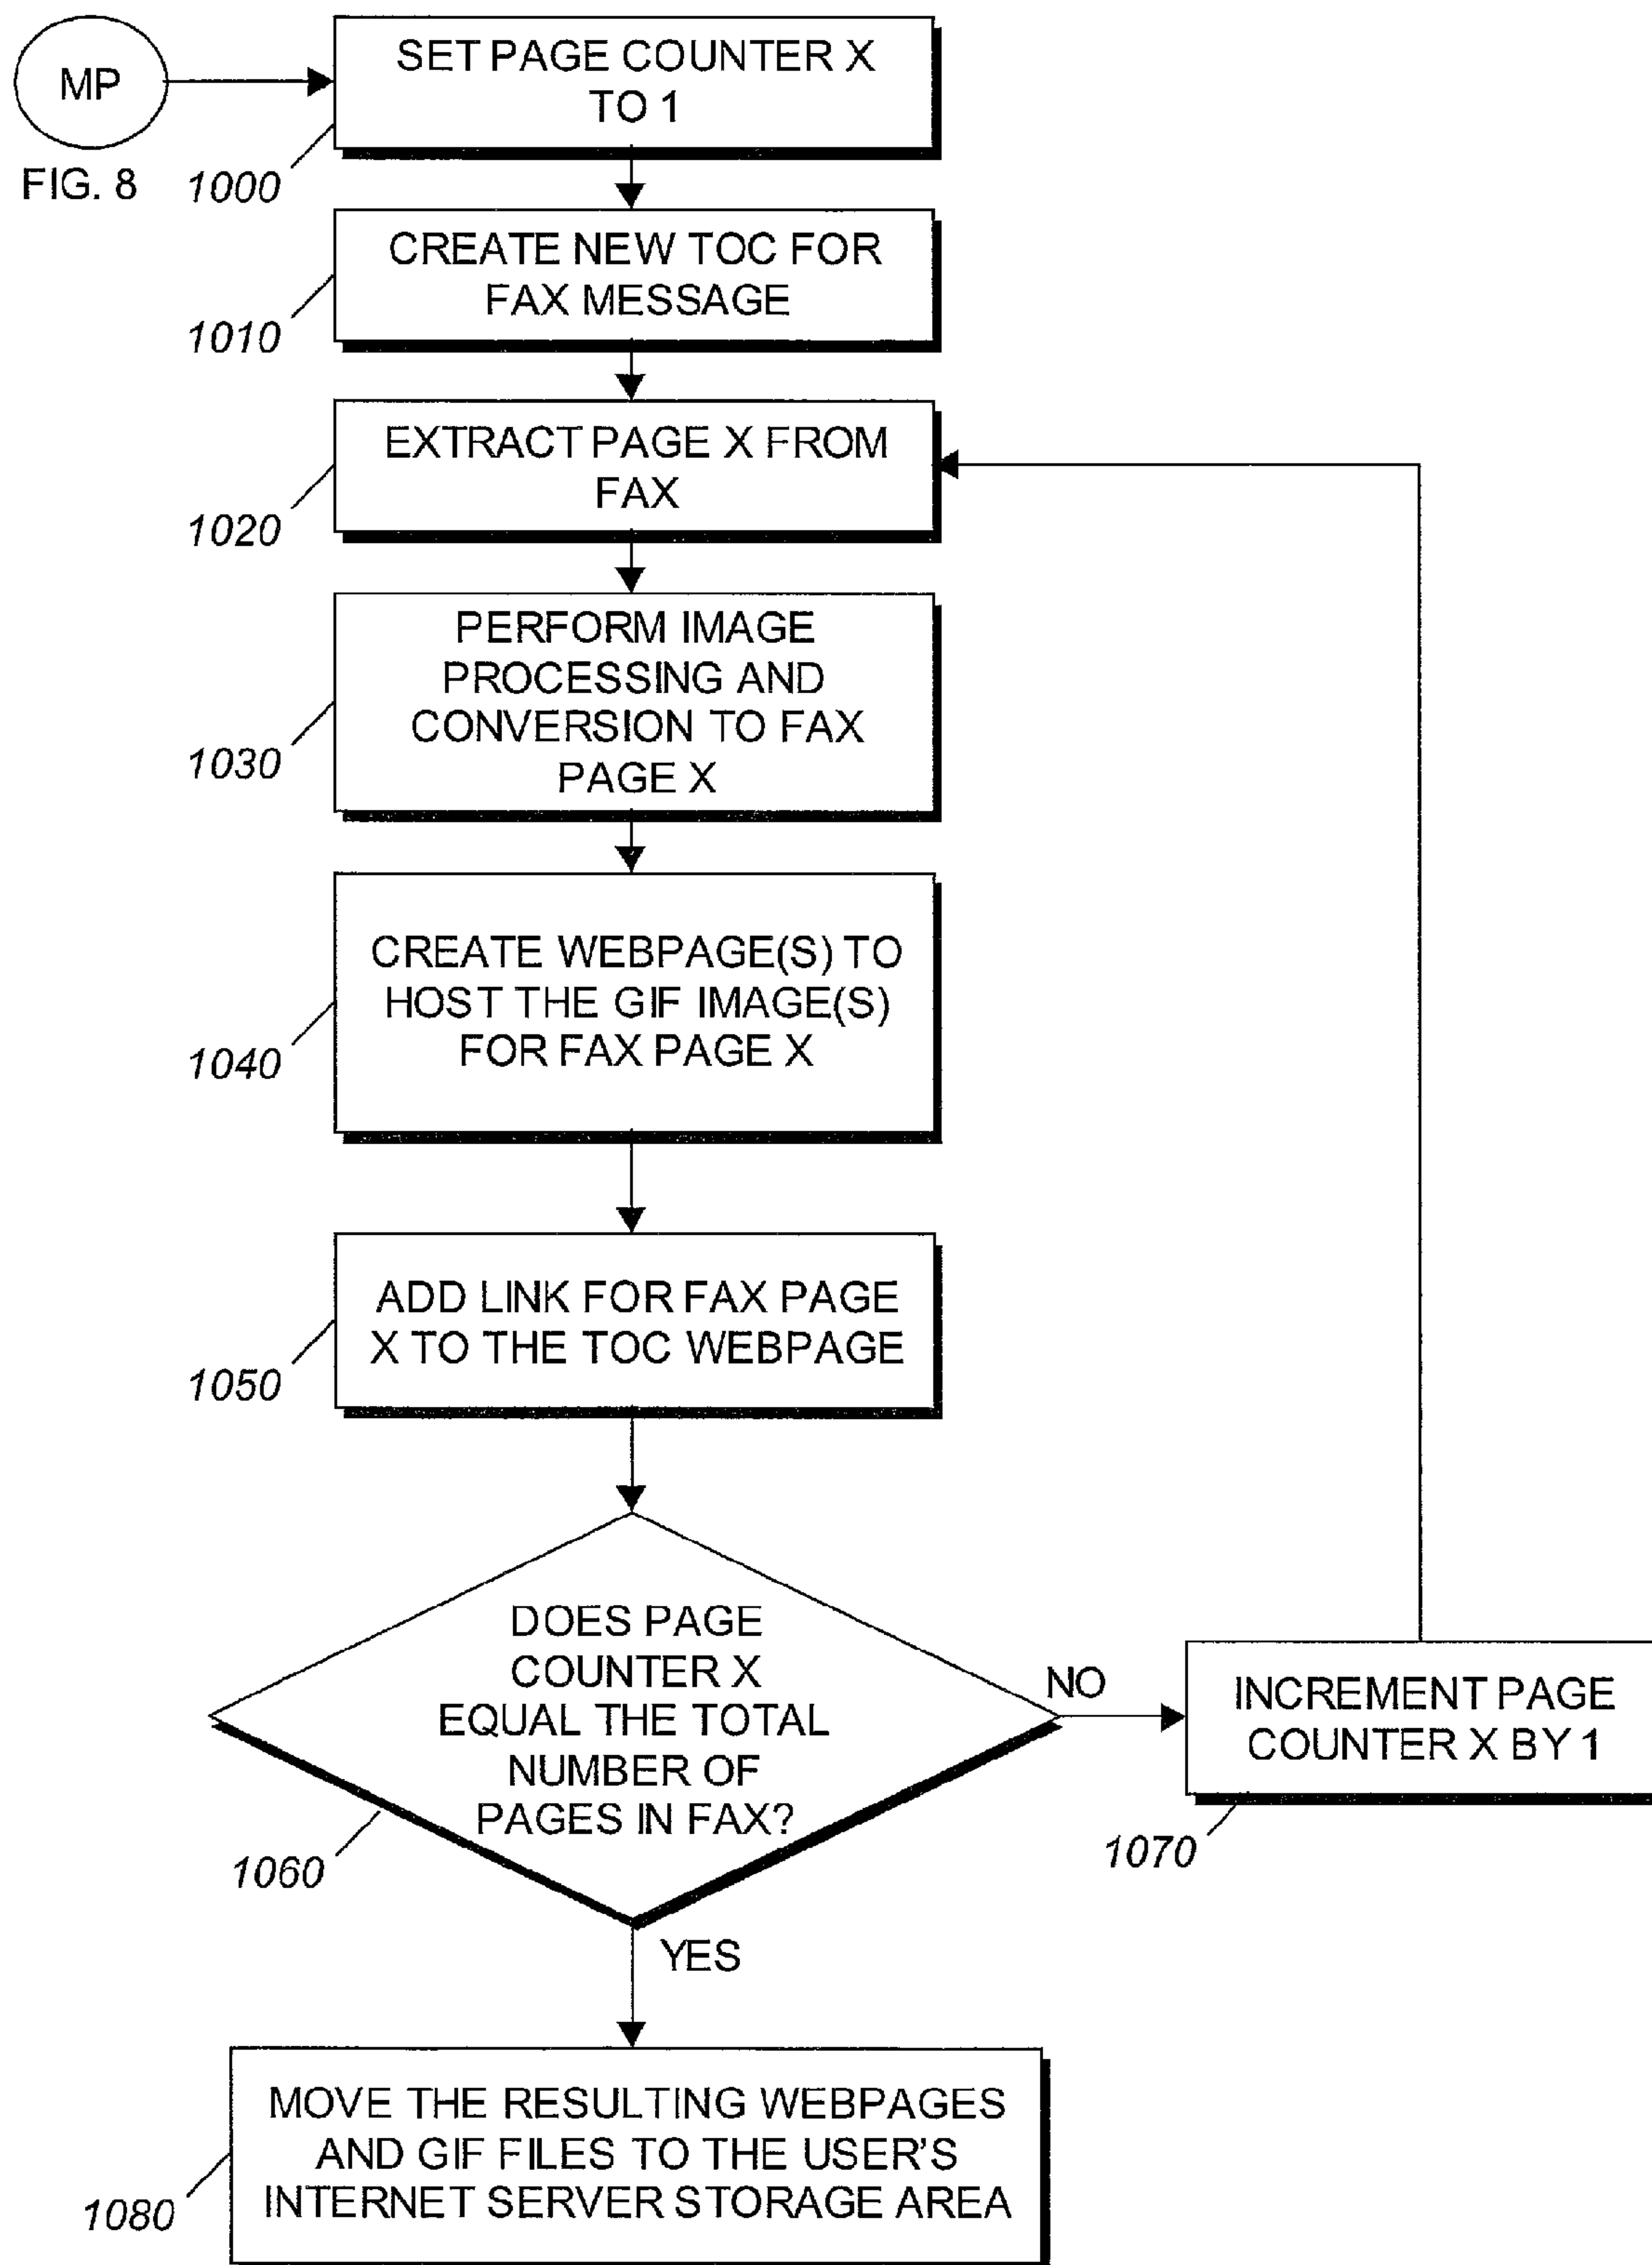 MP
FIG. 8
SET PAGE COUNTER X
TO 1
1000
CREATE NEW TOC FOR
FAX MESSAGE
1010
EXTRACT PAGE X FROM
FAX
1020
PERFORM IMAGE
PROCESSING AND
CONVERSION TO FAX
PAGE X
1030
CREATE WEBPAGE(S) TO
HOST THE GIF IMAGE(S)
FOR FAX PAGE X
1040
ADD LINK FOR FAX PAGE
X TO THE TOC WEBPAGE
1050
DOES PAGE
COUNTER X
EQUAL THE TOTAL
NUMBER OF
PAGES IN FAX?
1060
NO
INCREMENT PAGE
COUNTER X BY 1
1070
YES
MOVE THE RESULTING WEBPAGES
AND GIF FILES TO THE USER'S
INTERNET SERVER STORAGE AREA
1080